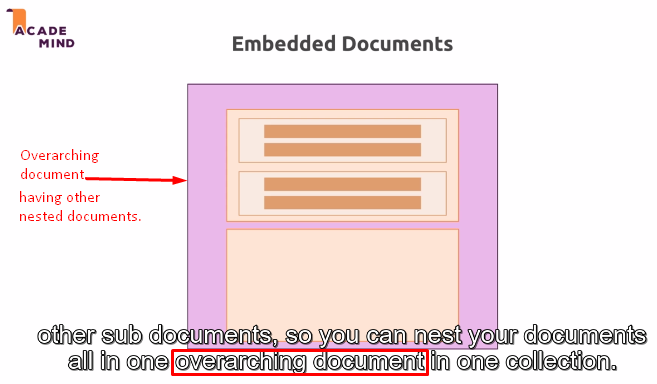 ACADE
MIND
Embedded Documents
Overarching
document
having other
nested documents.
other sub documents, so you can nest your documents
all in one overarching document in one collection.